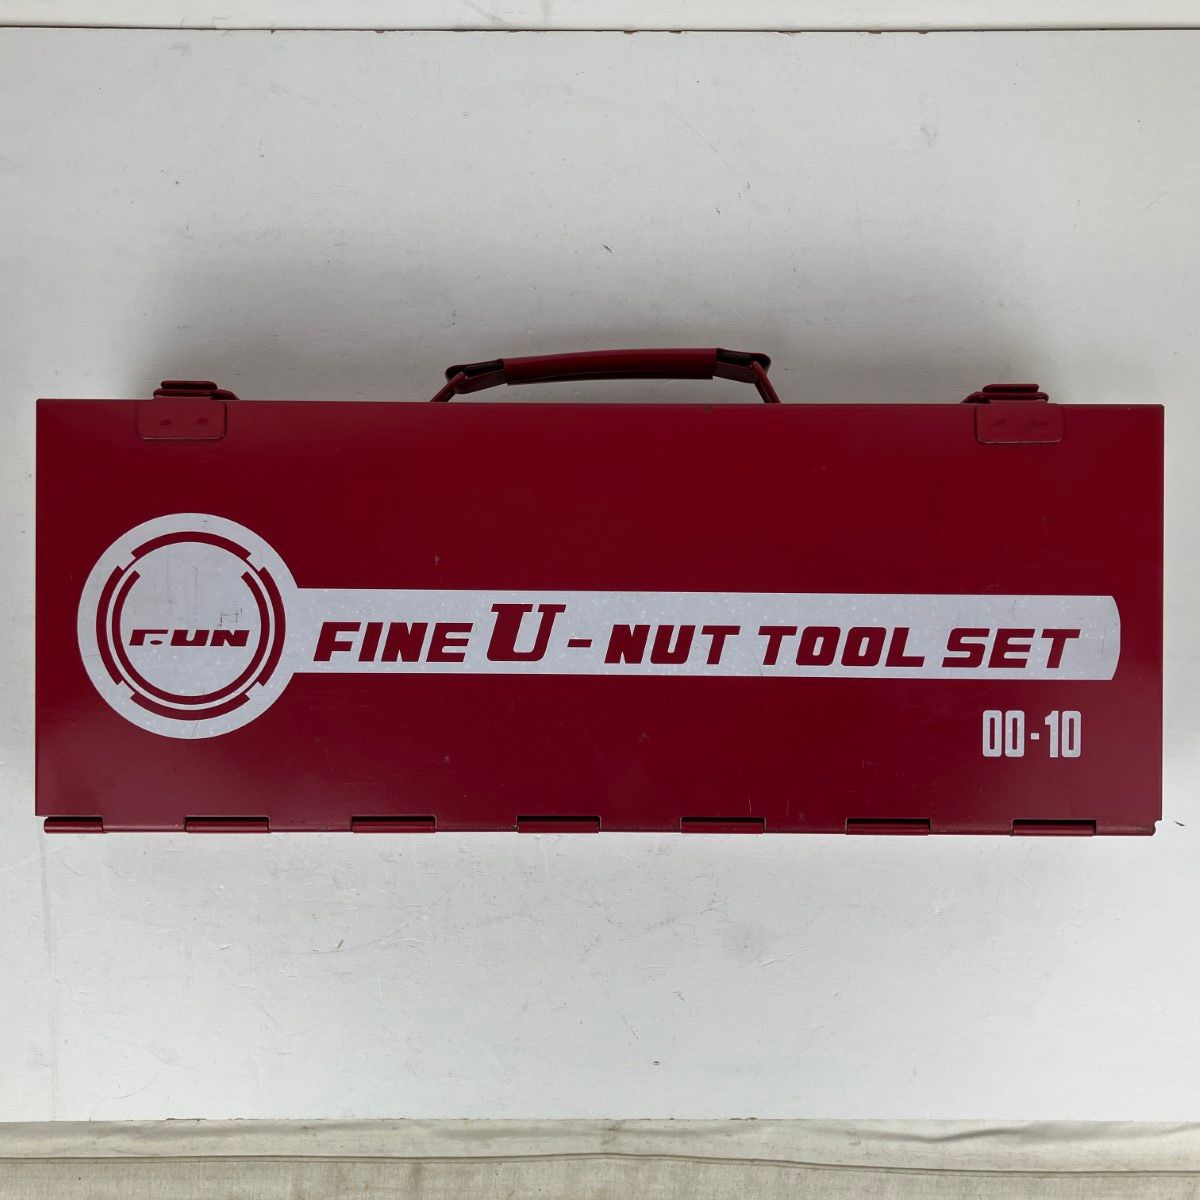 F.UN
FINE U-NUT TOOL SET
00-10